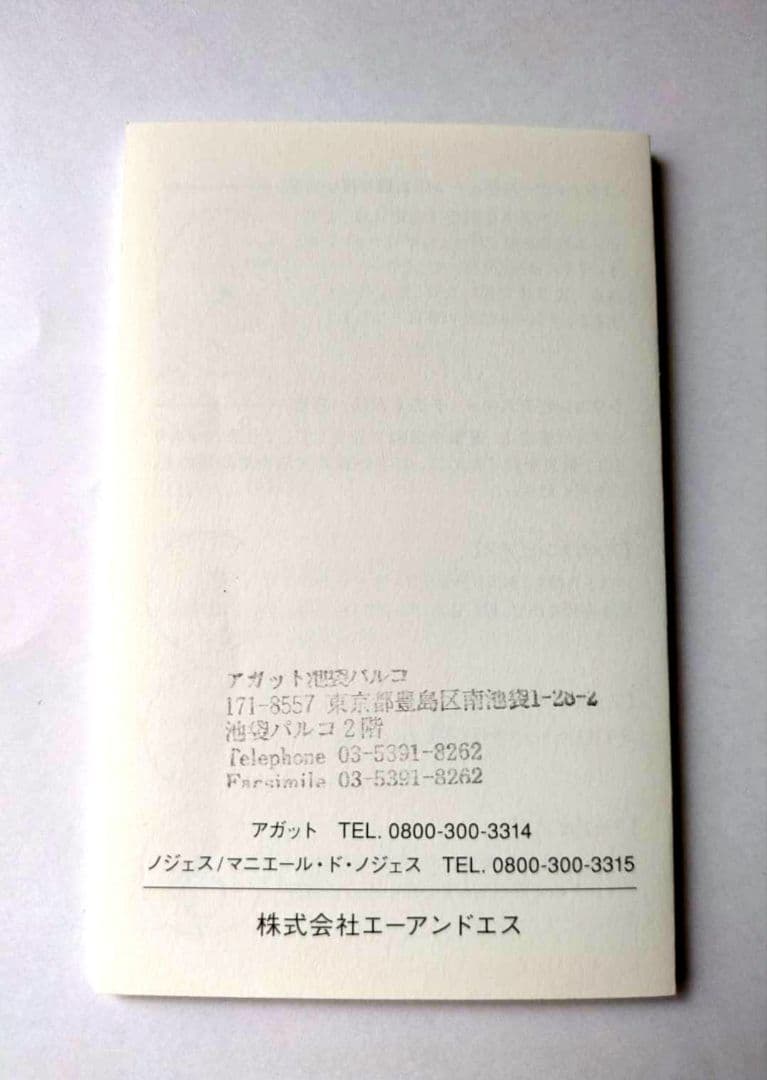 アガット池袋パルコ
171-8557 東京都豊島区南池袋1-28-2
池袋パルコ2階
Telephone 03-5391-8262
Facsimile 03-5391-8262
アガット TEL. 0800-300-3314
ノジェス/マニエール・ド・ノジェス TEL. 0800-300-3315
株式会社エーアンドエス